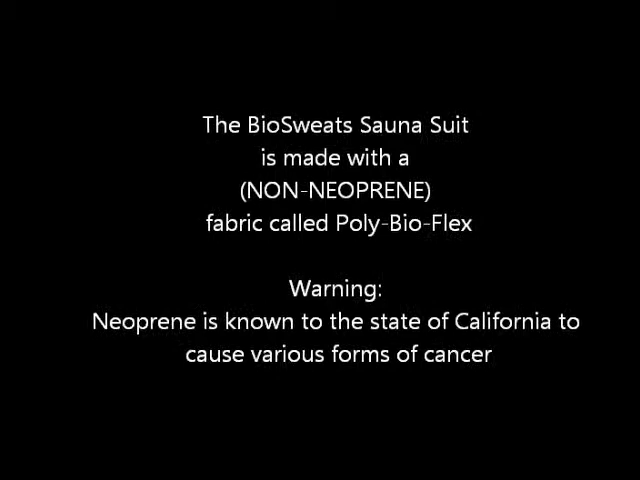 The BioSweats Sauna Suit
is made with a
(NON-NEOPRENE)
fabric called Poly-Bio-Flex
Warning:
Neoprene is known to the state of California to
cause various forms of cancer